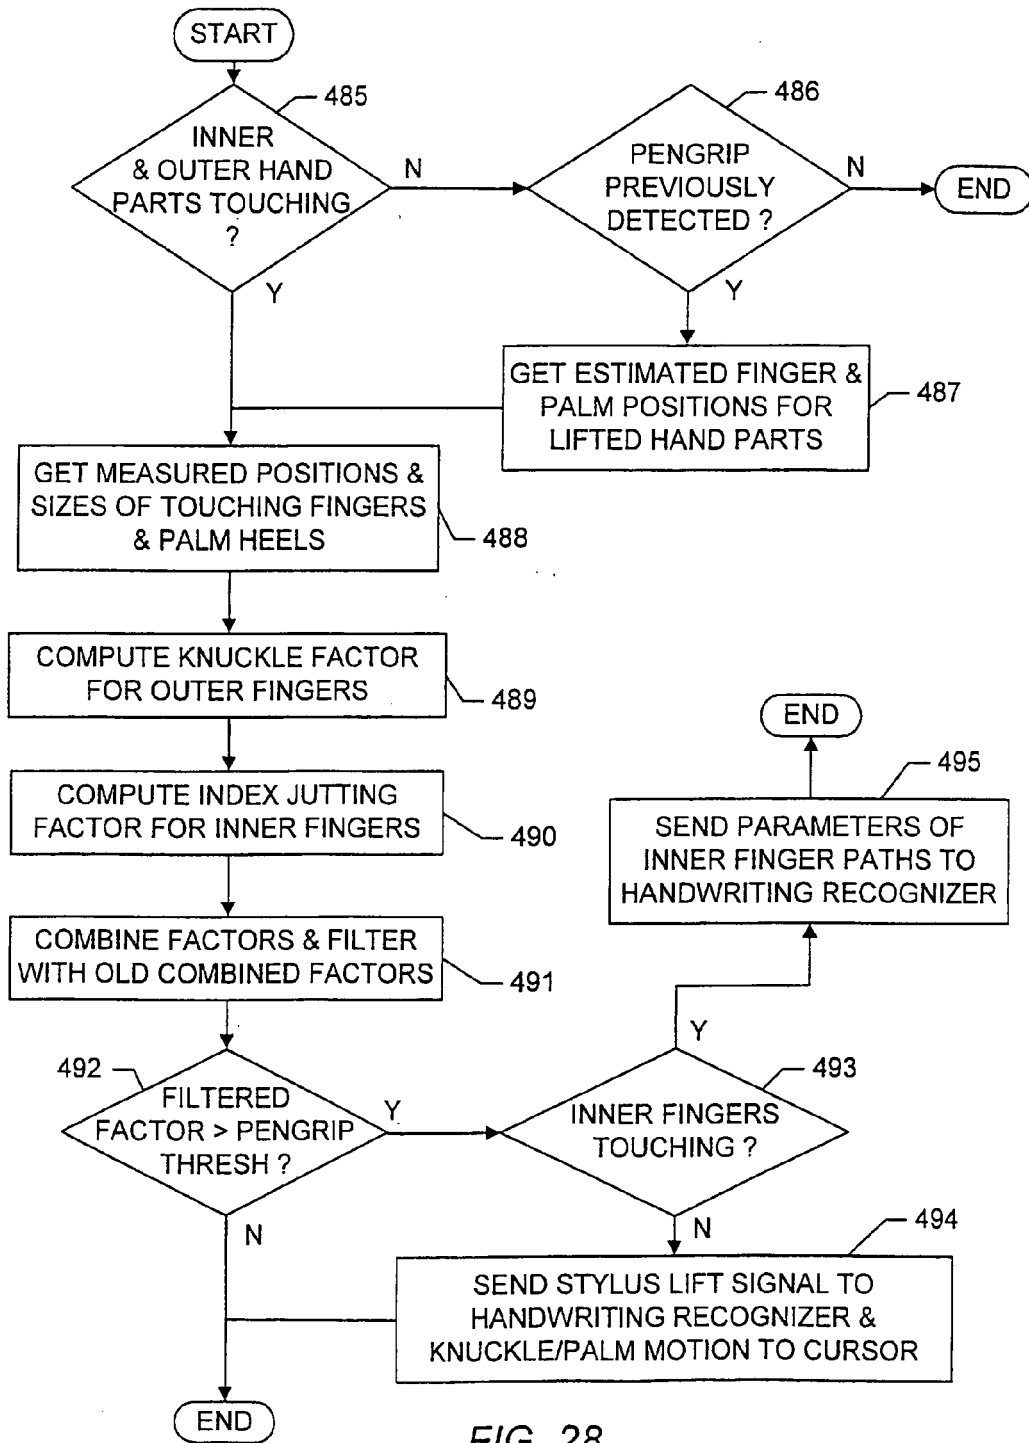 START
485
INNER
& OUTER HAND
PARTS TOUCHING
?
N
Y
486
PENGRIP
PREVIOUSLY
DETECTED ?
N
END
Y
GET ESTIMATED FINGER &
PALM POSITIONS FOR
LIFTED HAND PARTS
487
GET MEASURED POSITIONS &
SIZES OF TOUCHING FINGERS
& PALM HEELS
488
COMPUTE KNUCKLE FACTOR
FOR OUTER FINGERS
489
COMPUTE INDEX JUTTING
FACTOR FOR INNER FINGERS
490
COMBINE FACTORS & FILTER
WITH OLD COMBINED FACTORS
491
492
FILTERED
FACTOR > PENGRIP
THRESH ?
Y
N
493
INNER FINGERS
TOUCHING ?
Y
N
END
495
SEND PARAMETERS OF
INNER FINGER PATHS TO
HANDWRITING RECOGNIZER
494
SEND STYLUS LIFT SIGNAL TO
HANDWRITING RECOGNIZER &
KNUCKLE/PALM MOTION TO CURSOR
END
FIG. 28